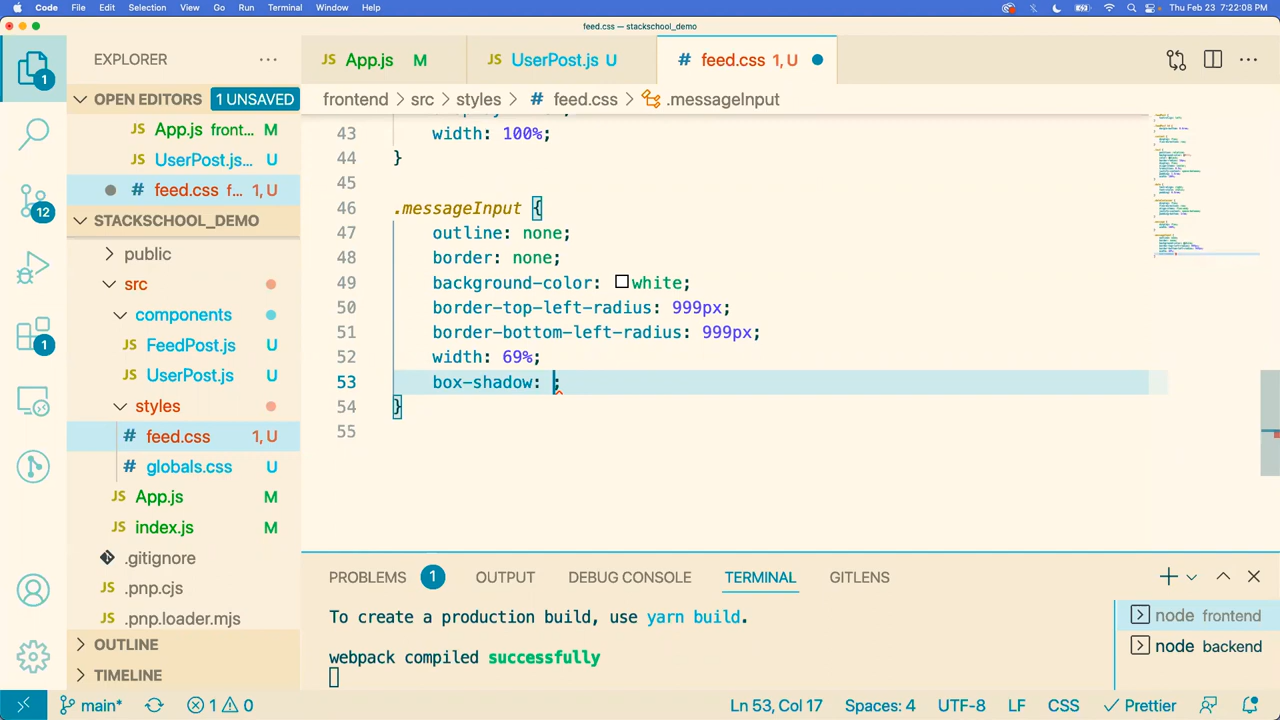 Code File Edit Selection View Go Run Terminal Window Help Thu Feb 23 7:22:08 PM
feed.css — stackschool_demo
EXPLORER
JS App.js M JS UserPost.js U # feed.css 1, U
OPEN EDITORS 1 UNSAVED
frontend > src > styles > # feed.css > .messageInput
JS App.js front... M
JS UserPost.js... U
# feed.css f... 1, U
STACKSCHOOL_DEMO
public
src
components
JS FeedPost.js U
JS UserPost.js U
styles
# feed.css 1, U
# globals.css U
JS App.js M
JS index.js M
.gitignore
JS .pnp.cjs
JS .pnp.loader.mjs
OUTLINE
TIMELINE
1
12
1
43 width: 100%;
44 }
45
46 .messageInput {
47 outline: none;
48 border: none;
49 background-color: white;
50 border-top-left-radius: 999px;
51 border-bottom-left-radius: 999px;
52 width: 69%;
53 box-shadow: ;
54 }
55
PROBLEMS 1 OUTPUT DEBUG CONSOLE TERMINAL GITLENS
To create a production build, use yarn build.
webpack compiled successfully
node frontend
node backend
main* 1 0 Ln 53, Col 17 Spaces: 4 UTF-8 LF CSS Prettier